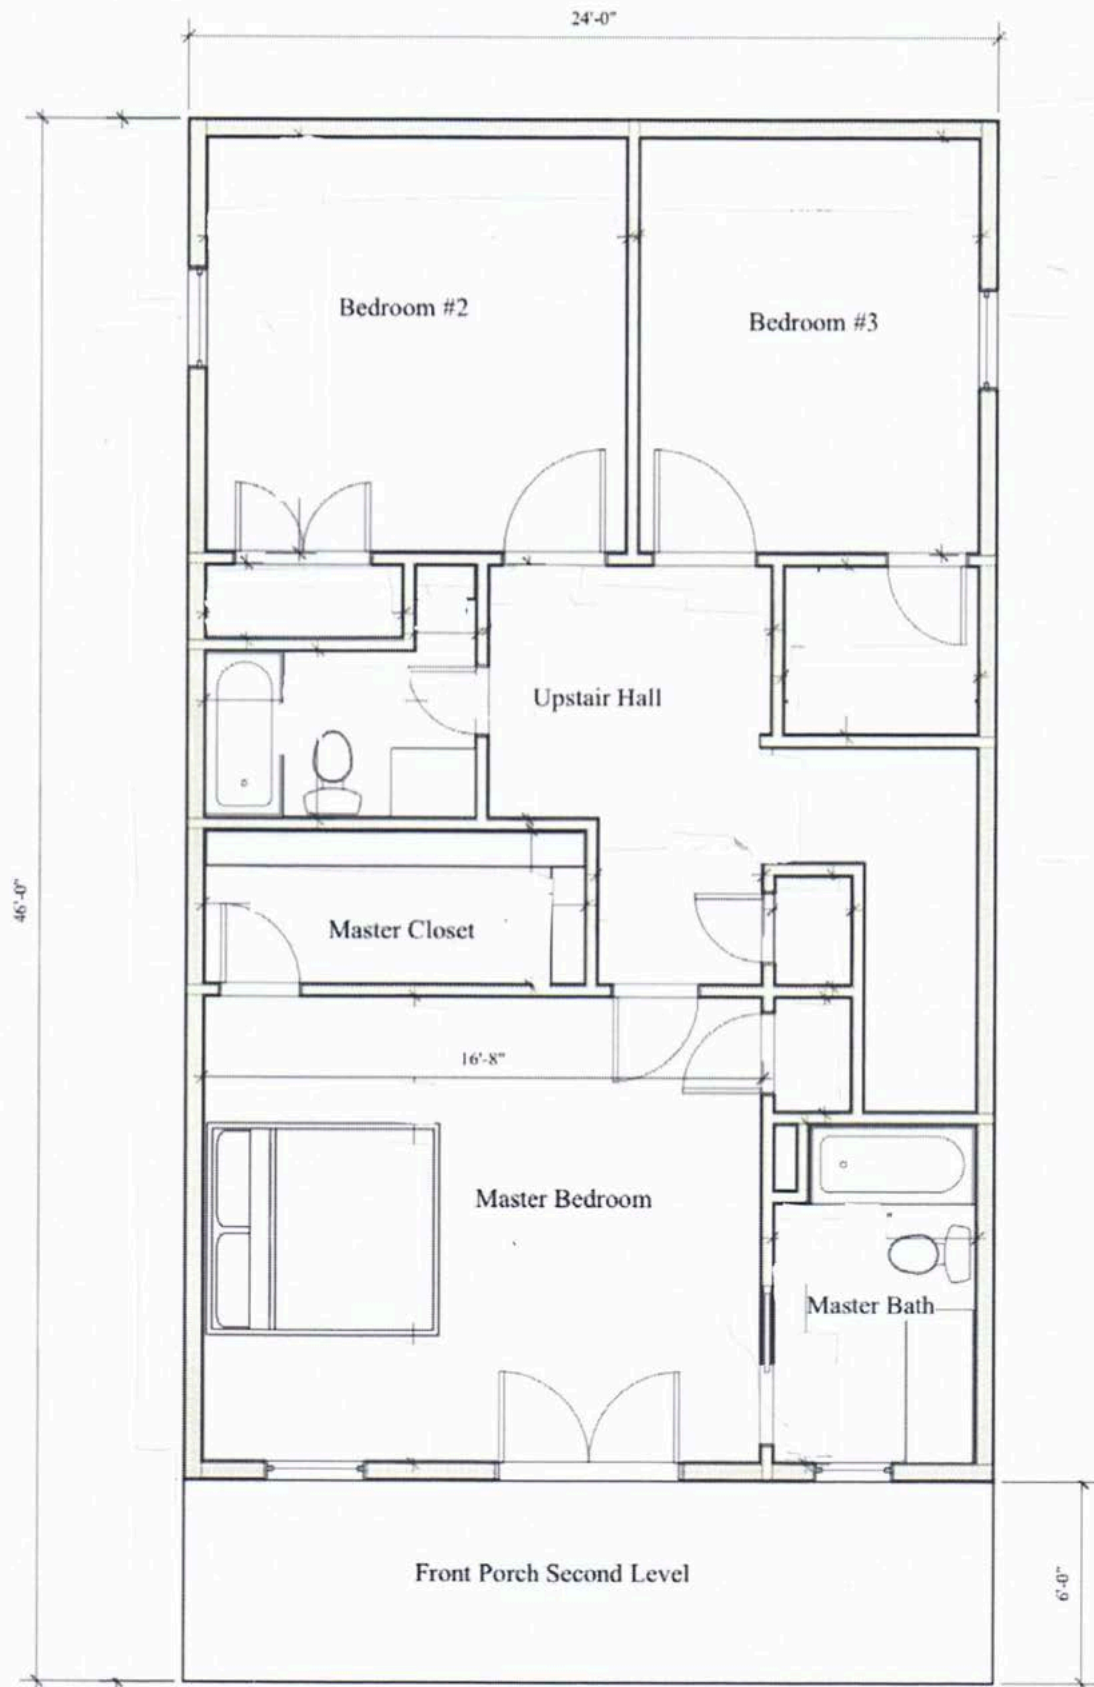 24'-0"
Bedroom #2
Bedroom #3
Upstair Hall
46'-0"
Master Closet
16'-8"
Master Bedroom
Master Bath
Front Porch Second Level
6'-0"